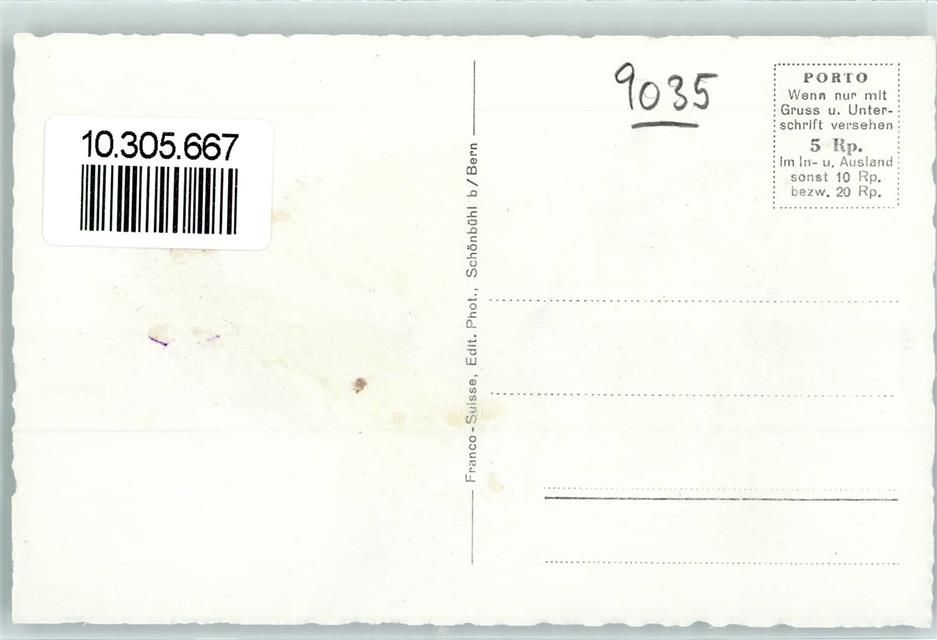 10.305.667
9035
PORTO
Wenn nur mit
Gruss u. Unter-
schrift versehen
5 Rp.
Im In- u. Ausland
sonst 10 Rp.
bezw. 20 Rp.
Franco-Suisse, Edit. Phot., Schönbühl b/Bern